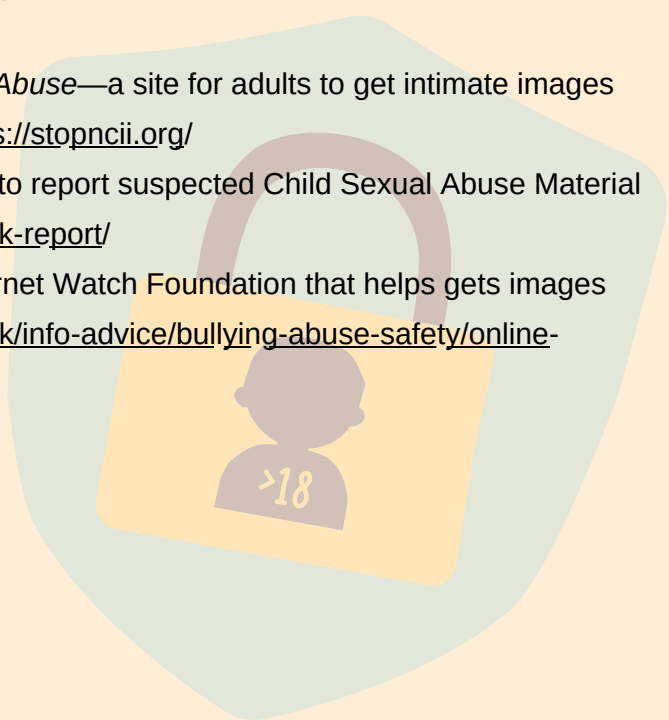 Abuse—a site for adults to get intimate images
s://stopncii.org/
to report suspected Child Sexual Abuse Material
k-report/
rnet Watch Foundation that helps gets images
k/info-advice/bullying-abuse-safety/online-
>18